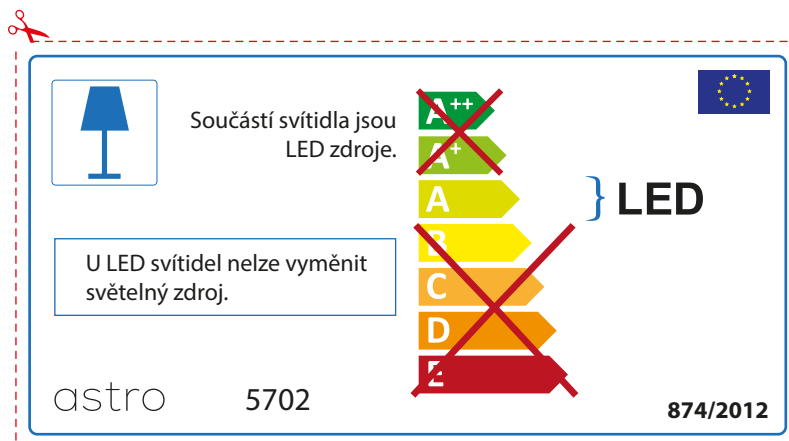 Součástí svítidla jsou
LED zdroje.
A++
A+
A
B
C
D
E
LED
U LED svítidel nelze vyměnit
světelný zdroj.
astro
5702
874/2012